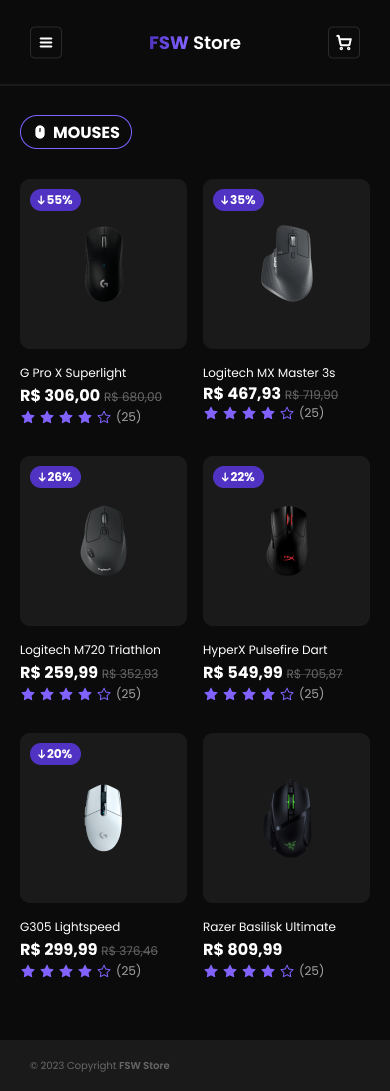 FSW Store
MOUSES
↓55%
↓35%
G Pro X Superlight
Logitech MX Master 3s
R$ 306,00 R$ 680,00
R$ 467,93 R$ 719,90
(25)
(25)
↓26%
↓22%
Logitech M720 Triathlon
HyperX Pulsefire Dart
R$ 259,99 R$ 352,93
R$ 549,99 R$ 705,87
(25)
(25)
↓20%
G305 Lightspeed
Razer Basilisk Ultimate
R$ 299,99 R$ 376,46
R$ 809,99
(25)
(25)
© 2023 Copyright FSW Store